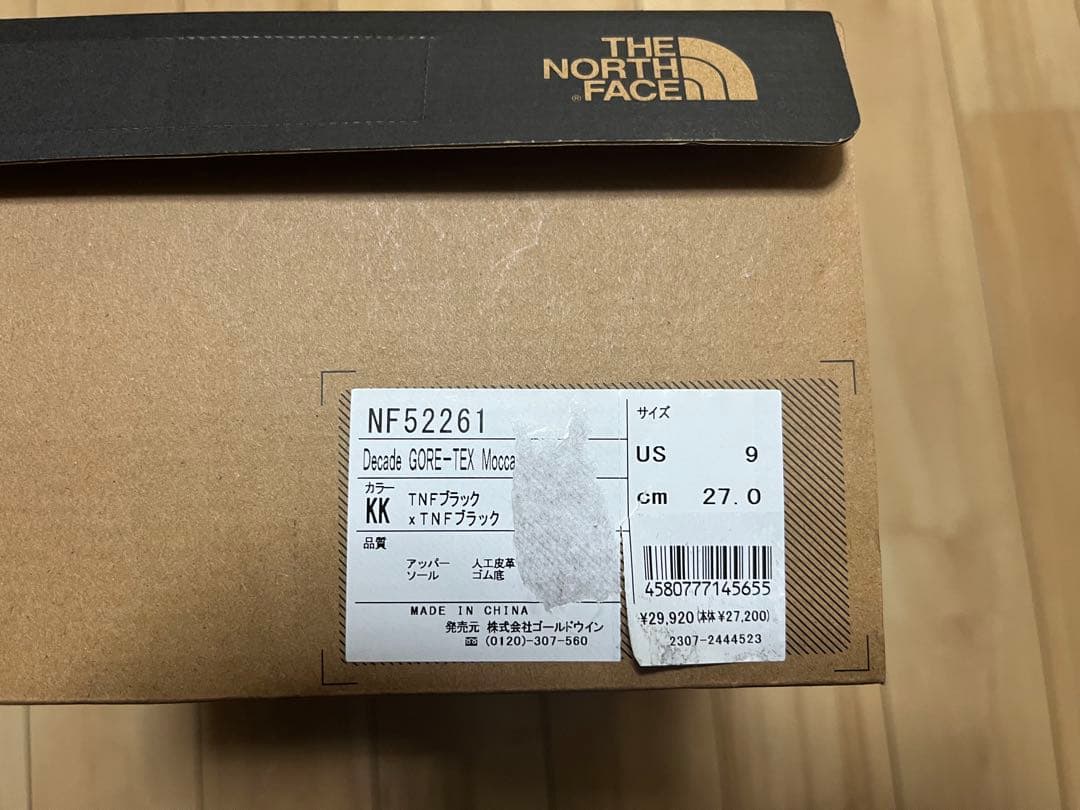 THE
NORTH
FACE
®
NF52261
Decade GORE-TEX Mocca
カラー
KK TNFブラック
xTNFブラック
品質
アッパー 人工皮革
ソール ゴム底
MADE IN CHINA
発売元 株式会社ゴールドウイン
(0120)-307-560
サイズ
US 9
cm 27.0
4580777145655
¥29,920(本体¥27,200)
2307-2444523